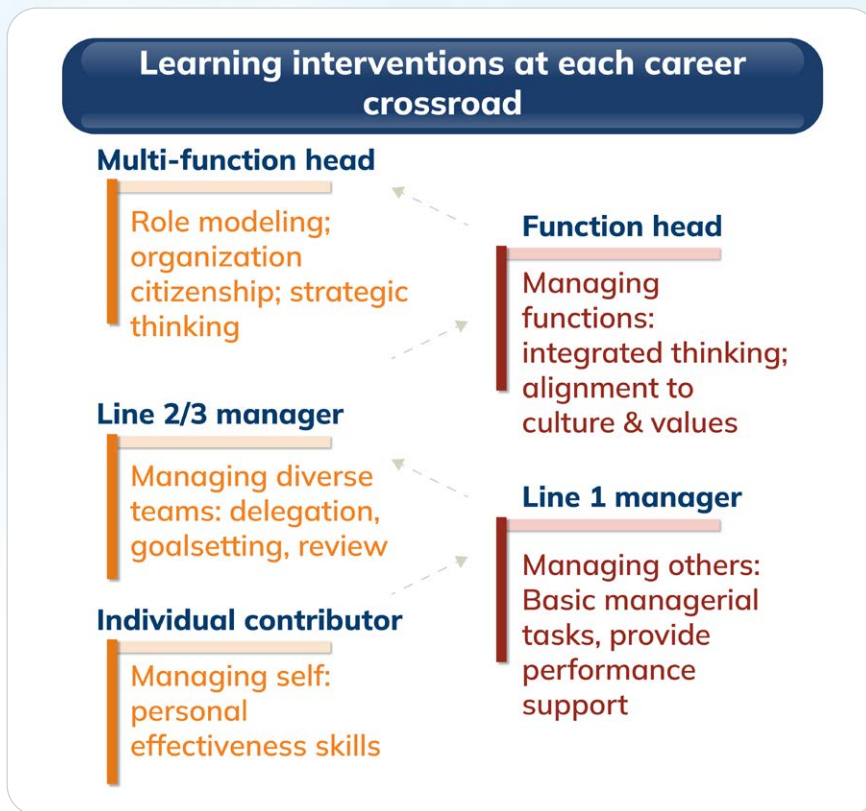 Learning interventions at each career
crossroad
Multi-function head
Role modeling;
organization
citizenship; strategic
thinking
Function head
Managing
functions:
integrated thinking;
alignment to
culture & values
Line 2/3 manager
Managing diverse
teams: delegation,
goalsetting, review
Line 1 manager
Managing others:
Basic managerial
tasks, provide
performance
support
Individual contributor
Managing self:
personal
effectiveness skills